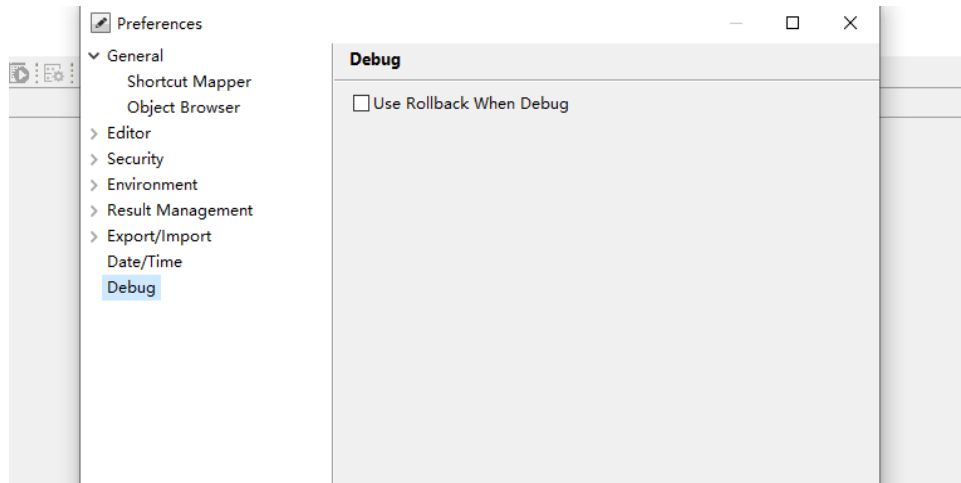 Preferences
General
Shortcut Mapper
Object Browser
Editor
Security
Environment
Result Management
Export/Import
Date/Time
Debug
Debug
Use Rollback When Debug